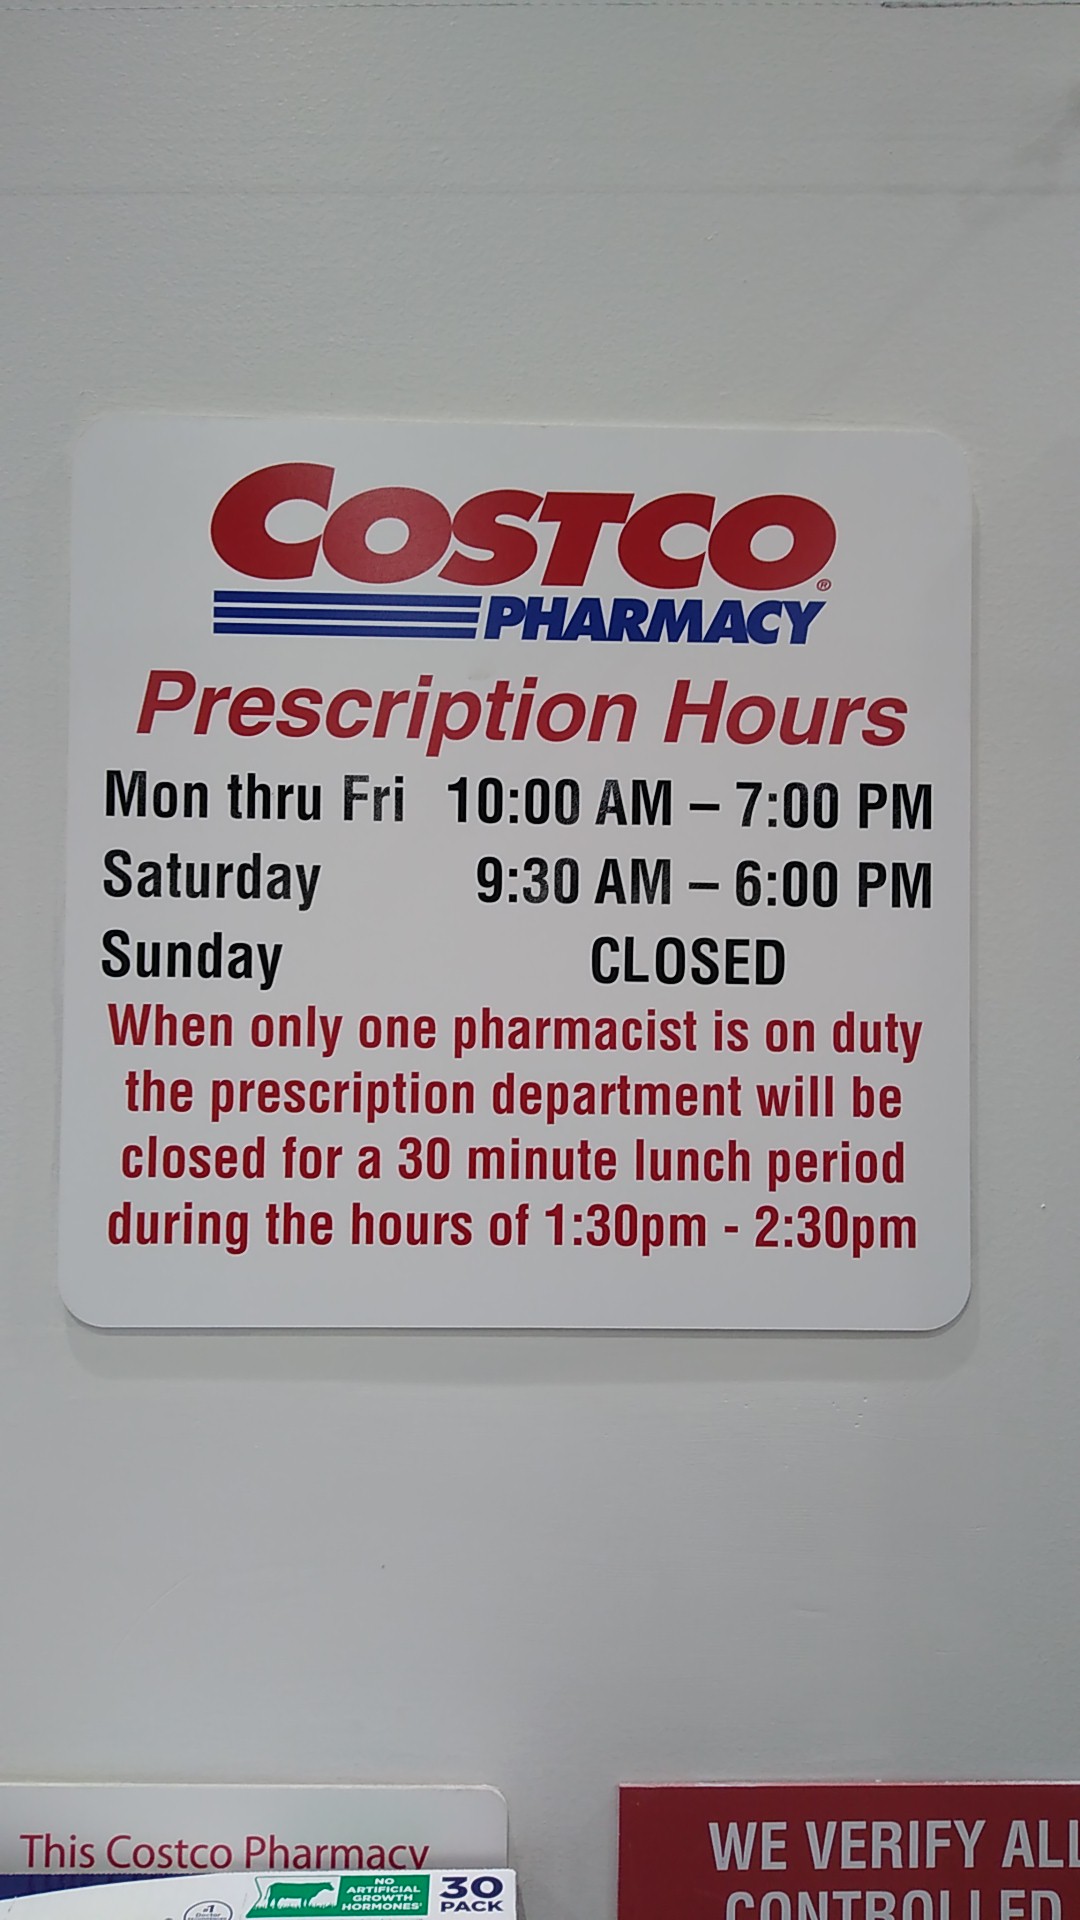 COSTCO®
PHARMACY
Prescription Hours
Mon thru Fri 10:00 AM – 7:00 PM
Saturday 9:30 AM – 6:00 PM
Sunday CLOSED
When only one pharmacist is on duty
the prescription department will be
closed for a 30 minute lunch period
during the hours of 1:30pm - 2:30pm
This Costco Pharmacy
WE VERIFY ALL
CONTROLLED
NO
ARTIFICIAL
GROWTH
HORMONES
30
PACK
#1
Doctor